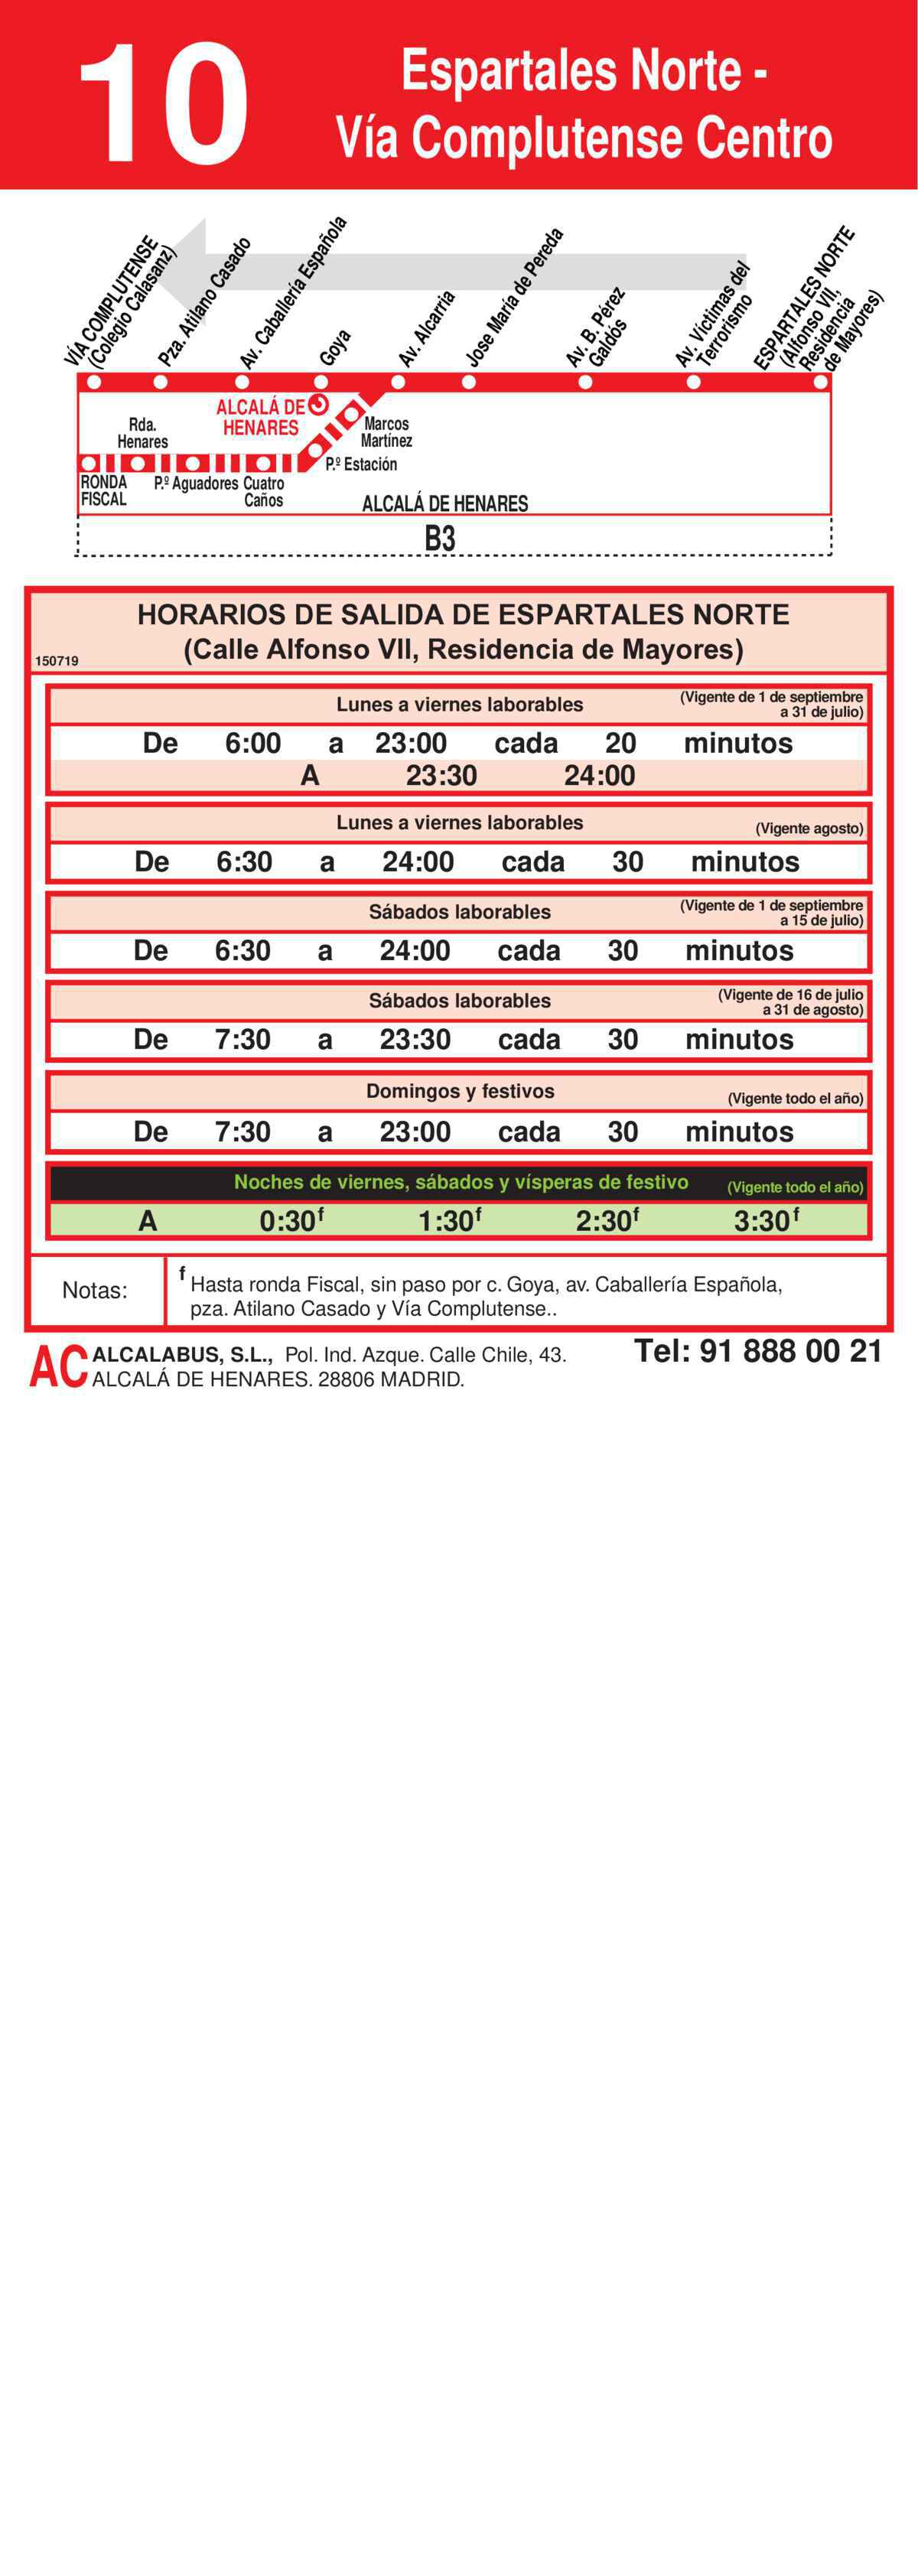 10
Espartales Norte -
Vía Complutense Centro
VÍA COMPLUTENSE
(Colegio Calasanz)
Pza. Atilano Casado
Av. Caballería Española
Goya
Av. Alcarria
Jose María de Pereda
Av. B. Pérez
Galdós
Av. Víctimas del
Terrorismo
ESPARTALES NORTE
(Alfonso VII,
Residencia
de Mayores)
ALCALÁ DE
HENARES
Rda.
Henares
Marcos
Martínez
P.º Estación
RONDA
FISCAL
P.º Aguadores
Cuatro
Caños
ALCALÁ DE HENARES
B3
HORARIOS DE SALIDA DE ESPARTALES NORTE
(Calle Alfonso VII, Residencia de Mayores)
150719
Lunes a viernes laborables
(Vigente de 1 de septiembre
a 31 de julio)
De 6:00 a 23:00 cada 20 minutos
A 23:30 24:00
Lunes a viernes laborables
(Vigente agosto)
De 6:30 a 24:00 cada 30 minutos
Sábados laborables
(Vigente de 1 de septiembre
a 15 de julio)
De 6:30 a 24:00 cada 30 minutos
Sábados laborables
(Vigente de 16 de julio
a 31 de agosto)
De 7:30 a 23:30 cada 30 minutos
Domingos y festivos
(Vigente todo el año)
De 7:30 a 23:00 cada 30 minutos
Noches de viernes, sábados y vísperas de festivo (Vigente todo el año)
A 0:30f 1:30f 2:30f 3:30f
Notas:
f Hasta ronda Fiscal, sin paso por c. Goya, av. Caballería Española,
pza. Atilano Casado y Vía Complutense..
AC
ALCALABUS, S.L., Pol. Ind. Azque. Calle Chile, 43.
ALCALÁ DE HENARES. 28806 MADRID.
Tel: 91 888 00 21